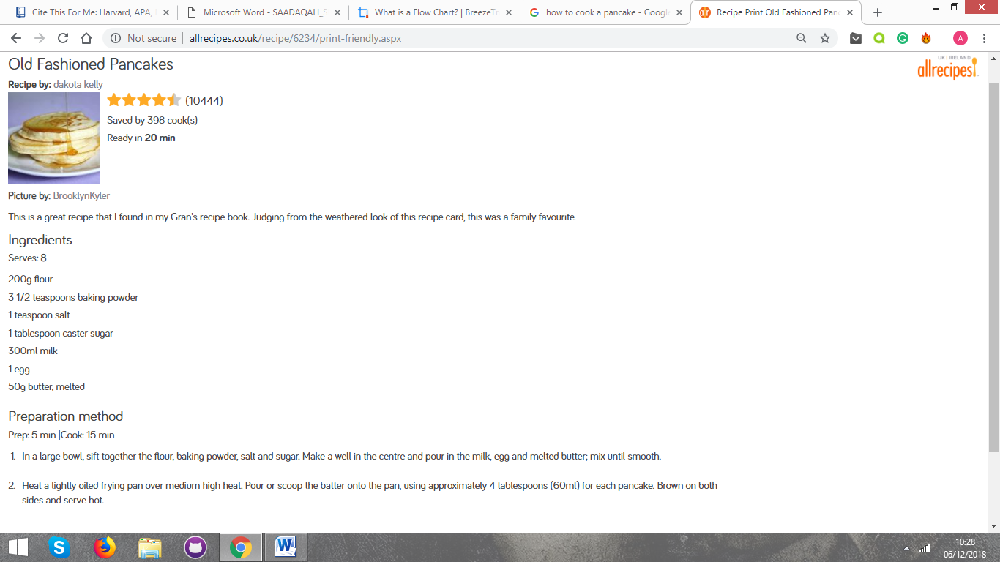 Cite This For Me: Harvard, APA,
Microsoft Word - SAADAQALI_S
What is a Flow Chart? | BreezeTr
how to cook a pancake - Google
Recipe Print Old Fashioned Pan
Not secure | allrecipes.co.uk/recipe/6234/print-friendly.aspx
A
Old Fashioned Pancakes
UK | IRELAND
allrecipes
Recipe by: dakota kelly
(10444)
Saved by 398 cook(s)
Ready in 20 min
Picture by: BrooklynKyler
This is a great recipe that I found in my Gran's recipe book. Judging from the weathered look of this recipe card, this was a family favourite.
Ingredients
Serves: 8
200g flour
3 1/2 teaspoons baking powder
1 teaspoon salt
1 tablespoon caster sugar
300ml milk
1 egg
50g butter, melted
Preparation method
Prep: 5 min |Cook: 15 min
1. In a large bowl, sift together the flour, baking powder, salt and sugar. Make a well in the centre and pour in the milk, egg and melted butter; mix until smooth.
2. Heat a lightly oiled frying pan over medium high heat. Pour or scoop the batter onto the pan, using approximately 4 tablespoons (60ml) for each pancake. Brown on both
sides and serve hot.
10:28
06/12/2018